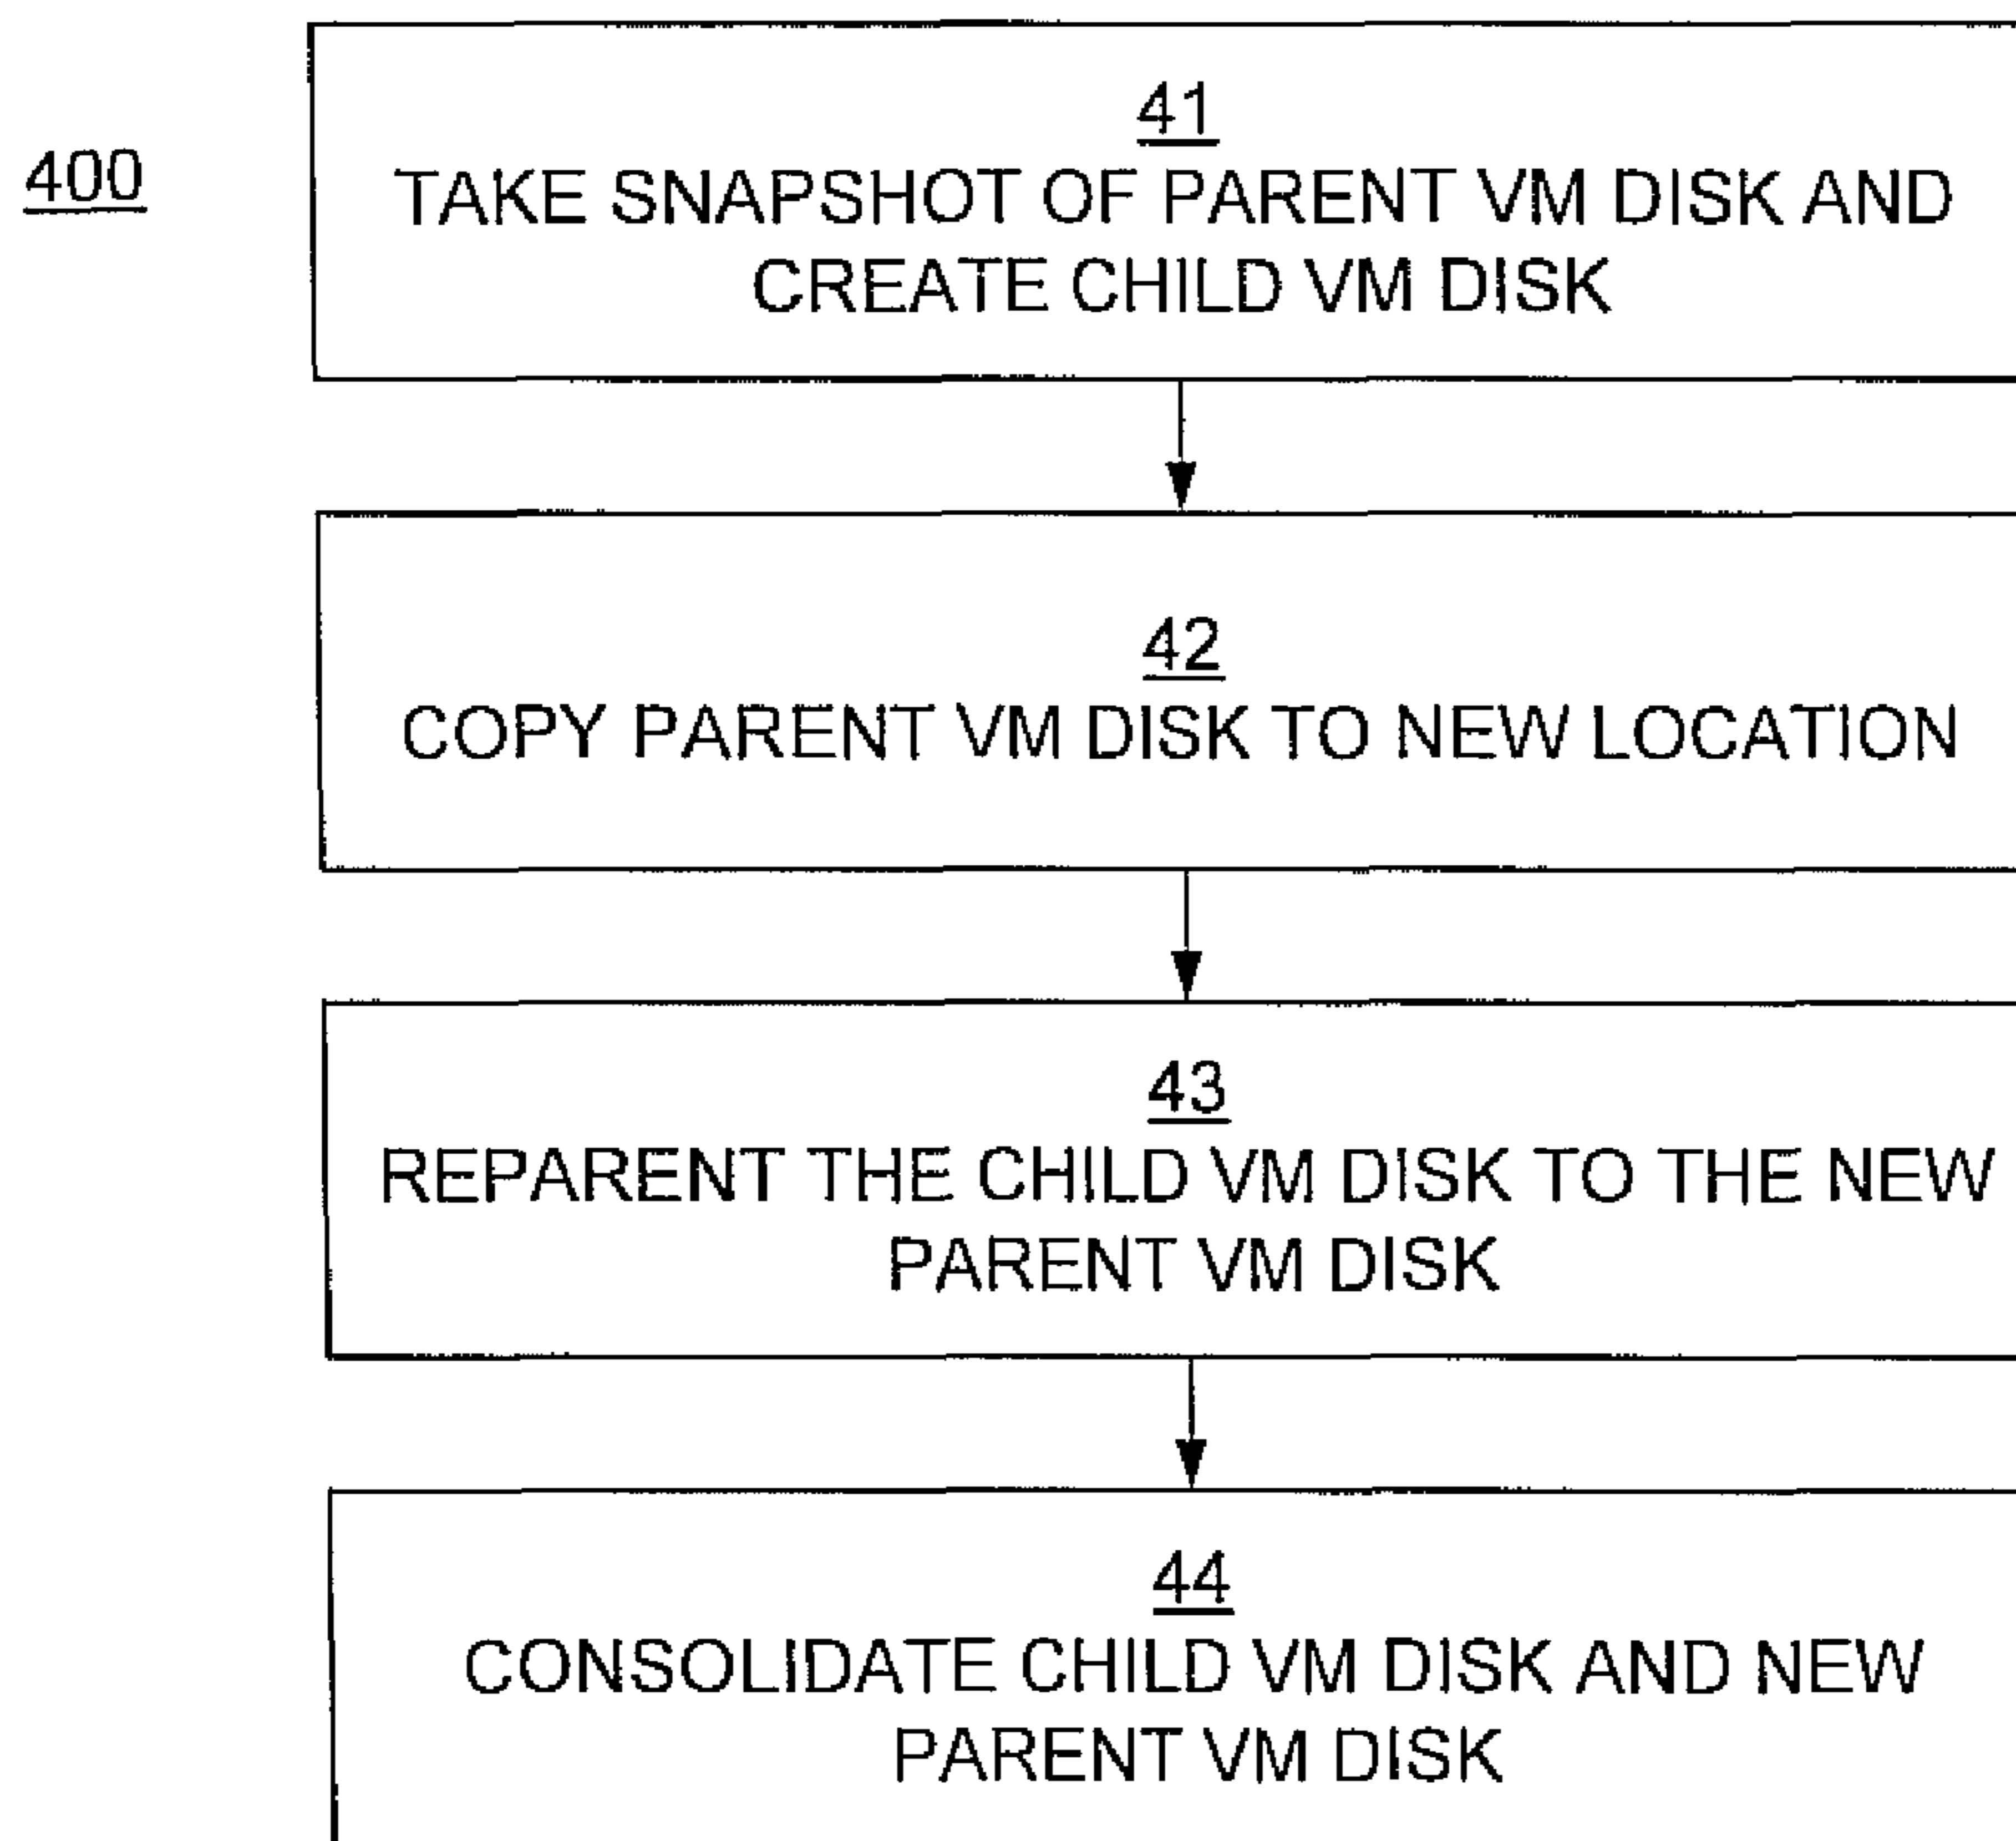 400
41
TAKE SNAPSHOT OF PARENT VM DISK AND
CREATE CHILD VM DISK
42
COPY PARENT VM DISK TO NEW LOCATION
43
REPARENT THE CHILD VM DISK TO THE NEW
PARENT VM DISK
44
CONSOLIDATE CHILD VM DISK AND NEW
PARENT VM DISK